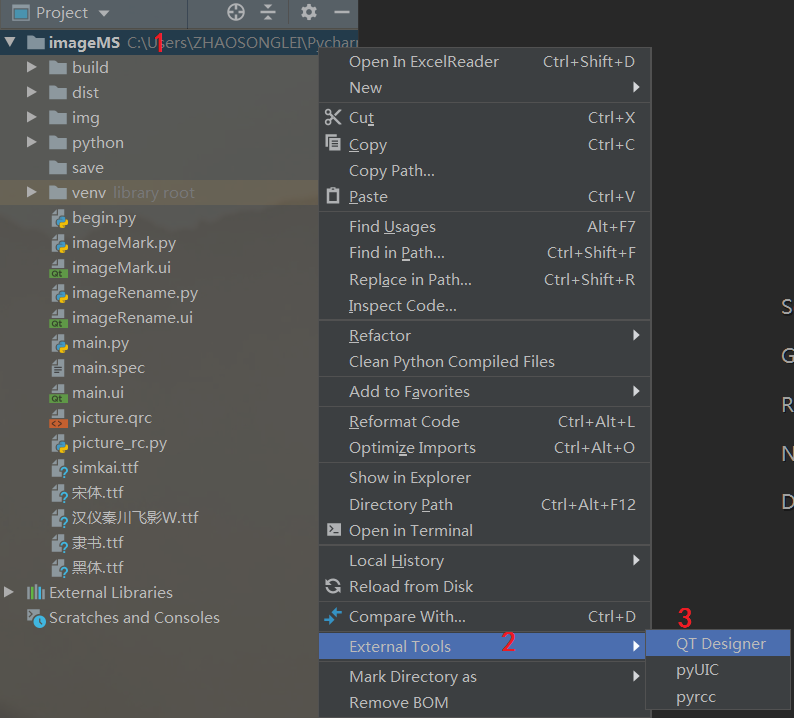 Project
imageMS C:\Users\ZHAOSONGLEI\Pychar
1
build
dist
img
python
save
venv library root
begin.py
imageMark.py
imageMark.ui
imageRename.py
imageRename.ui
main.py
main.spec
main.ui
picture.qrc
picture_rc.py
simkai.ttf
宋体.ttf
汉仪秦川飞影W.ttf
隶书.ttf
黑体.ttf
External Libraries
Scratches and Consoles
Open In ExcelReader Ctrl+Shift+D
New
Cut Ctrl+X
Copy Ctrl+C
Copy Path...
Paste Ctrl+V
Find Usages Alt+F7
Find in Path... Ctrl+Shift+F
Replace in Path... Ctrl+Shift+R
Inspect Code...
Refactor
Clean Python Compiled Files
Add to Favorites
Reformat Code Ctrl+Alt+L
Optimize Imports Ctrl+Alt+O
Show in Explorer
Directory Path Ctrl+Alt+F12
Open in Terminal
Local History
Reload from Disk
Compare With... Ctrl+D
External Tools 2
Mark Directory as
Remove BOM
3
QT Designer
pyUIC
pyrcc
S
G
R
N
D